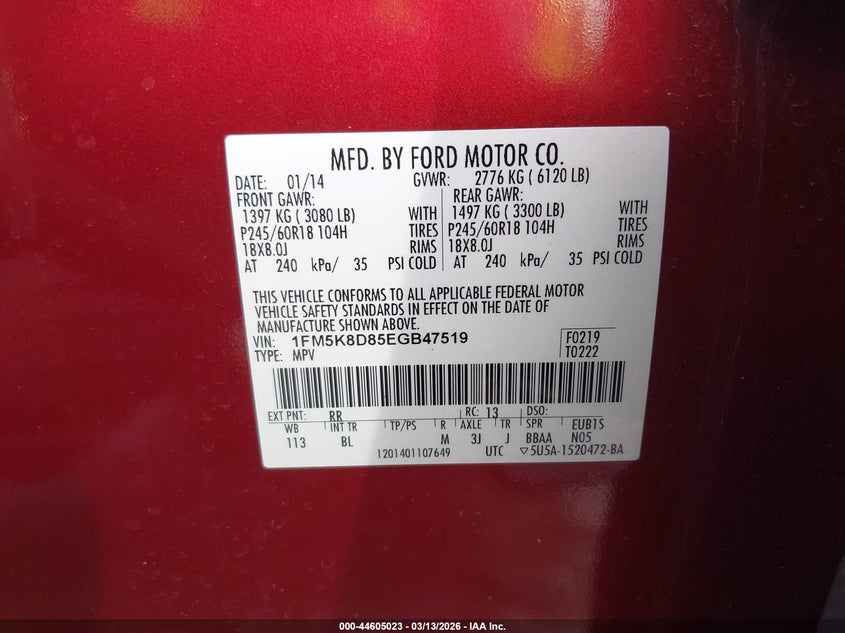 MFD. BY FORD MOTOR CO.
DATE: 01/14 GVWR: 2776 KG ( 6120 LB)
FRONT GAWR: REAR GAWR:
1397 KG ( 3080 LB) WITH 1497 KG ( 3300 LB) WITH
P245/60R18 104H TIRES P245/60R18 104H TIRES
18X8.0J RIMS 18X8.0J RIMS
AT 240 kPa/ 35 PSI COLD AT 240 kPa/ 35 PSI COLD
THIS VEHICLE CONFORMS TO ALL APPLICABLE FEDERAL MOTOR
VEHICLE SAFETY STANDARDS IN EFFECT ON THE DATE OF
MANUFACTURE SHOWN ABOVE.
VIN: 1FM5K8D85EGB47519 F0219
TYPE: MPV T0222
EXT PNT: RR RC: 13 DSO:
WB INT TR TP/PS R AXLE TR SPR EUB1S
113 BL M 3J J BBAA N05
1201401107649 UTC ▽5U5A-1520472-BA
000-44605023 - 03/13/2026 - IAA Inc.